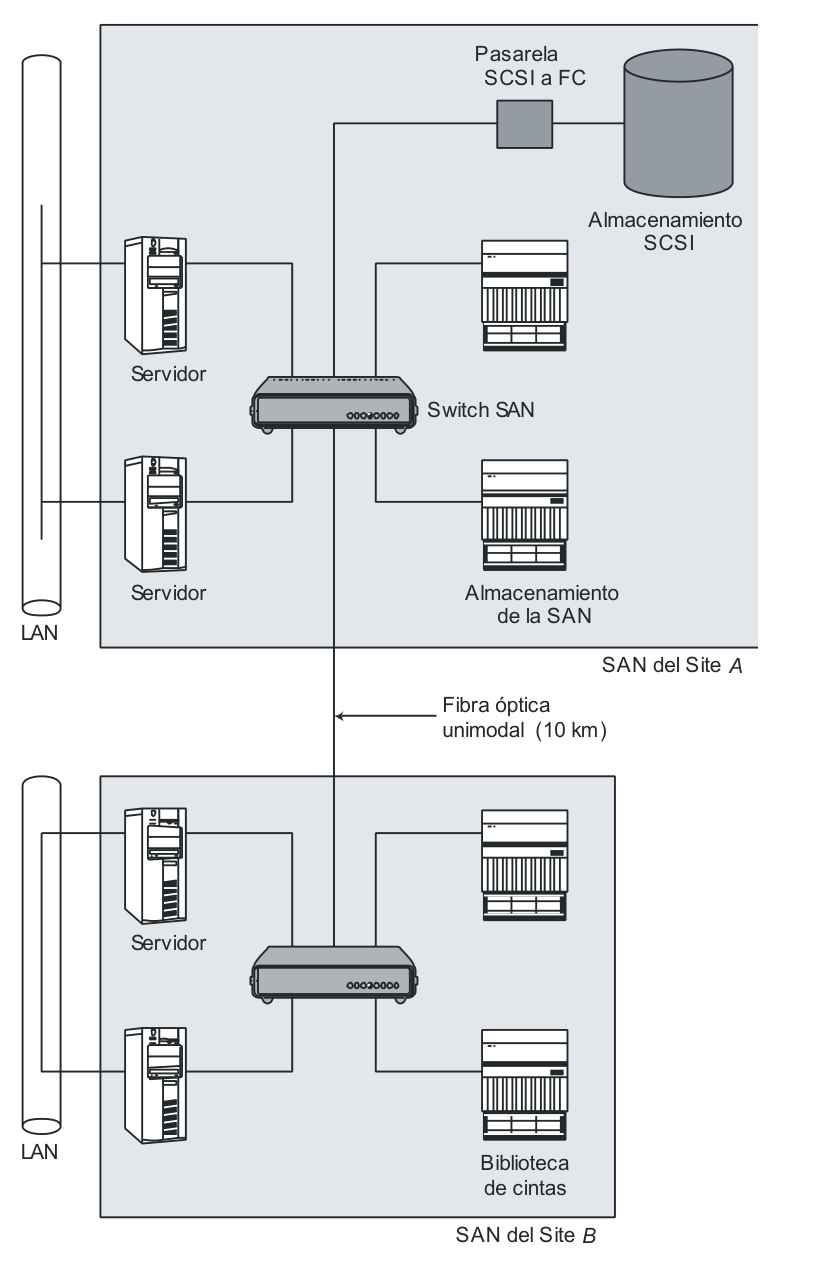 Pasarela
SCSI a FC
Almacenamiento
SCSI
Servidor
Switch SAN
Servidor
Almacenamiento
de la SAN
LAN
SAN del Site A
Fibra óptica
unimodal (10 km)
Servidor
LAN
Biblioteca
de cintas
SAN del Site B